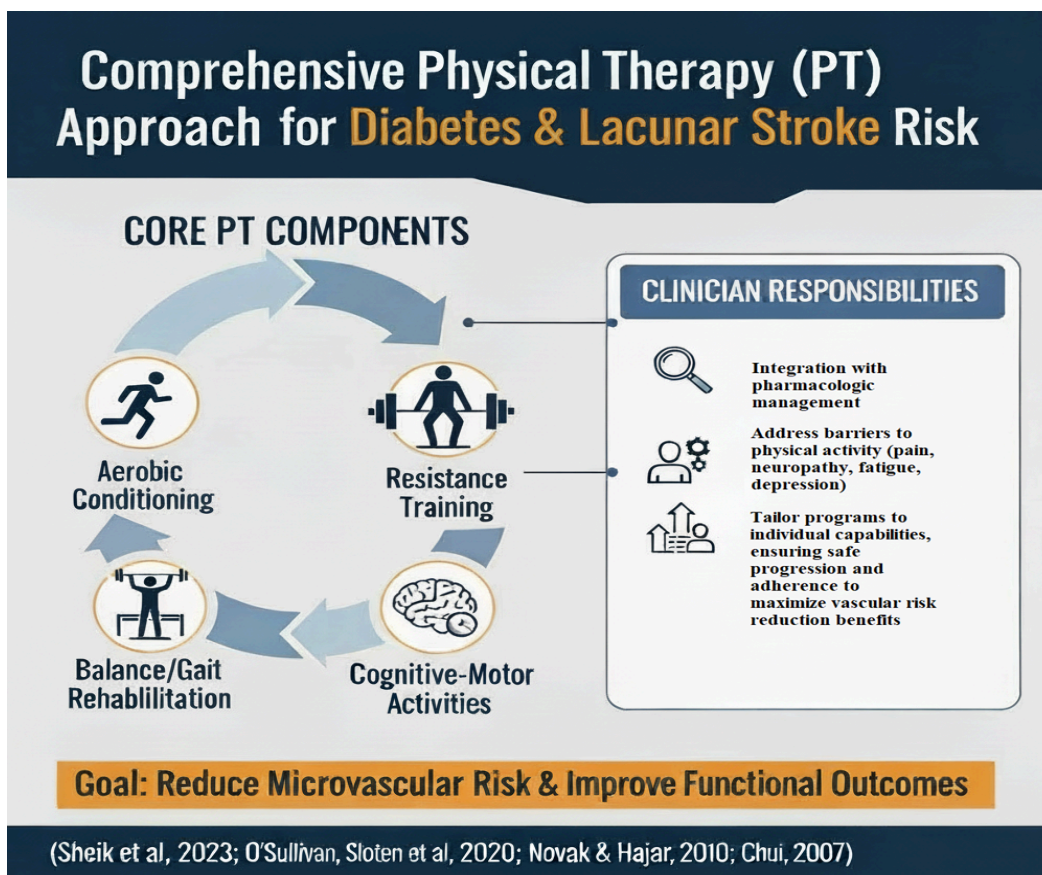 Comprehensive Physical Therapy (PT)
Approach for Diabetes & Lacunar Stroke Risk
CORE PT COMPONENTS
Aerobic
Conditioning
Resistance
Training
Balance/Gait
Rehablilitation
Cognitive-Motor
Activities
CLINICIAN RESPONSIBILITIES
Integration with
pharmacologic
management
Address barriers to
physical activity (pain,
neuropathy, fatigue,
depression)
Tailor programs to
individual capabilities,
ensuring safe
progression and
adherence to
maximize vascular risk
reduction benefits
Goal: Reduce Microvascular Risk & Improve Functional Outcomes
(Sheik et al, 2023; O'Sullivan, Sloten et al, 2020; Novak & Hajar, 2010; Chui, 2007)